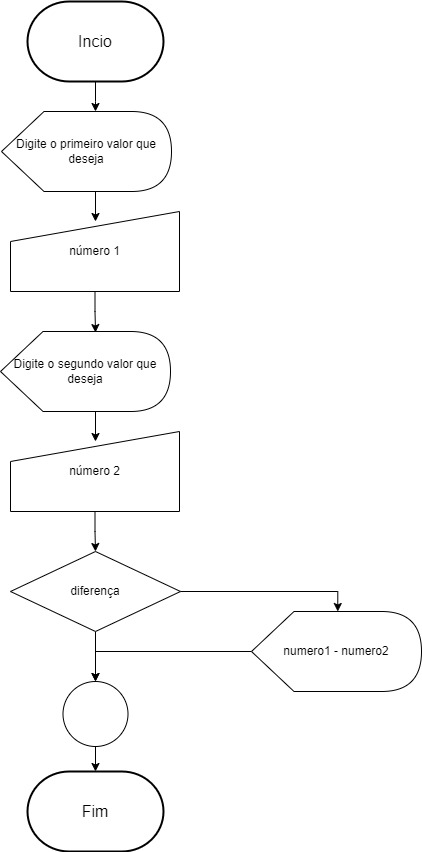 Incio
Digite o primeiro valor que
deseja
número 1
Digite o segundo valor que
deseja
número 2
diferença
numero1 - numero2
Fim